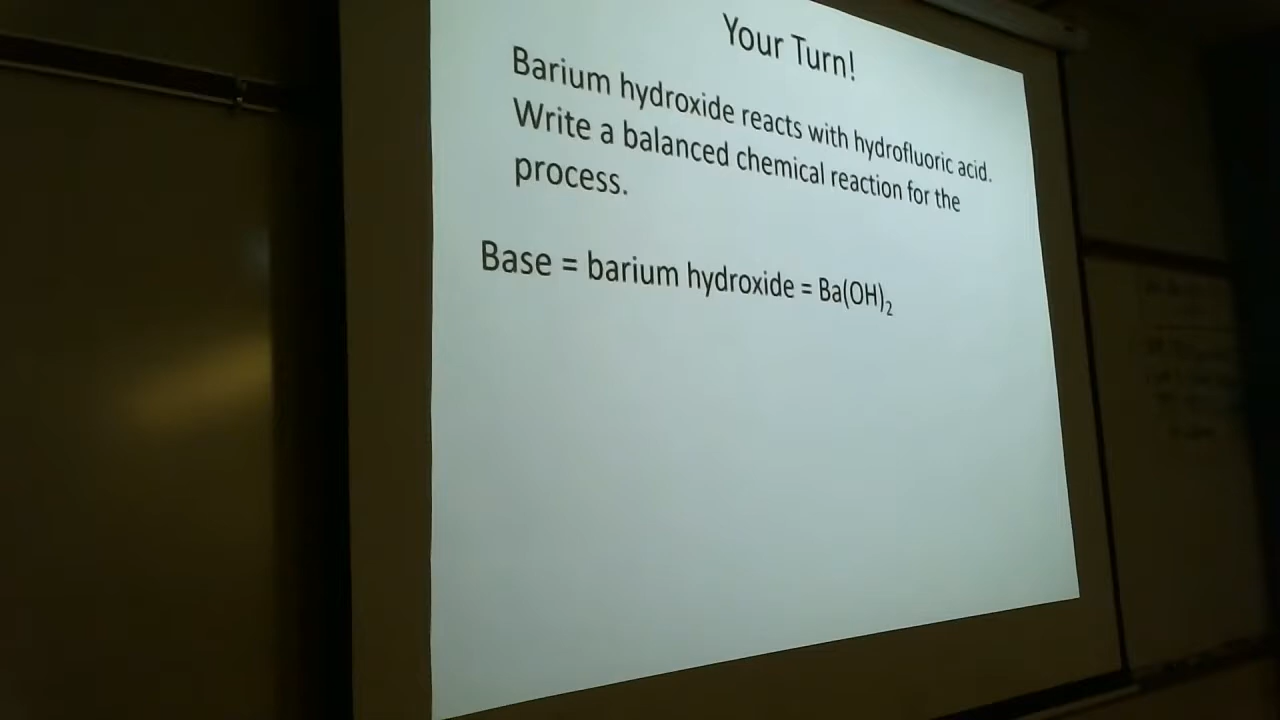 Your Turn!
Barium hydroxide reacts with hydrofluoric acid.
Write a balanced chemical reaction for the
process.
Base = barium hydroxide = Ba(OH)₂